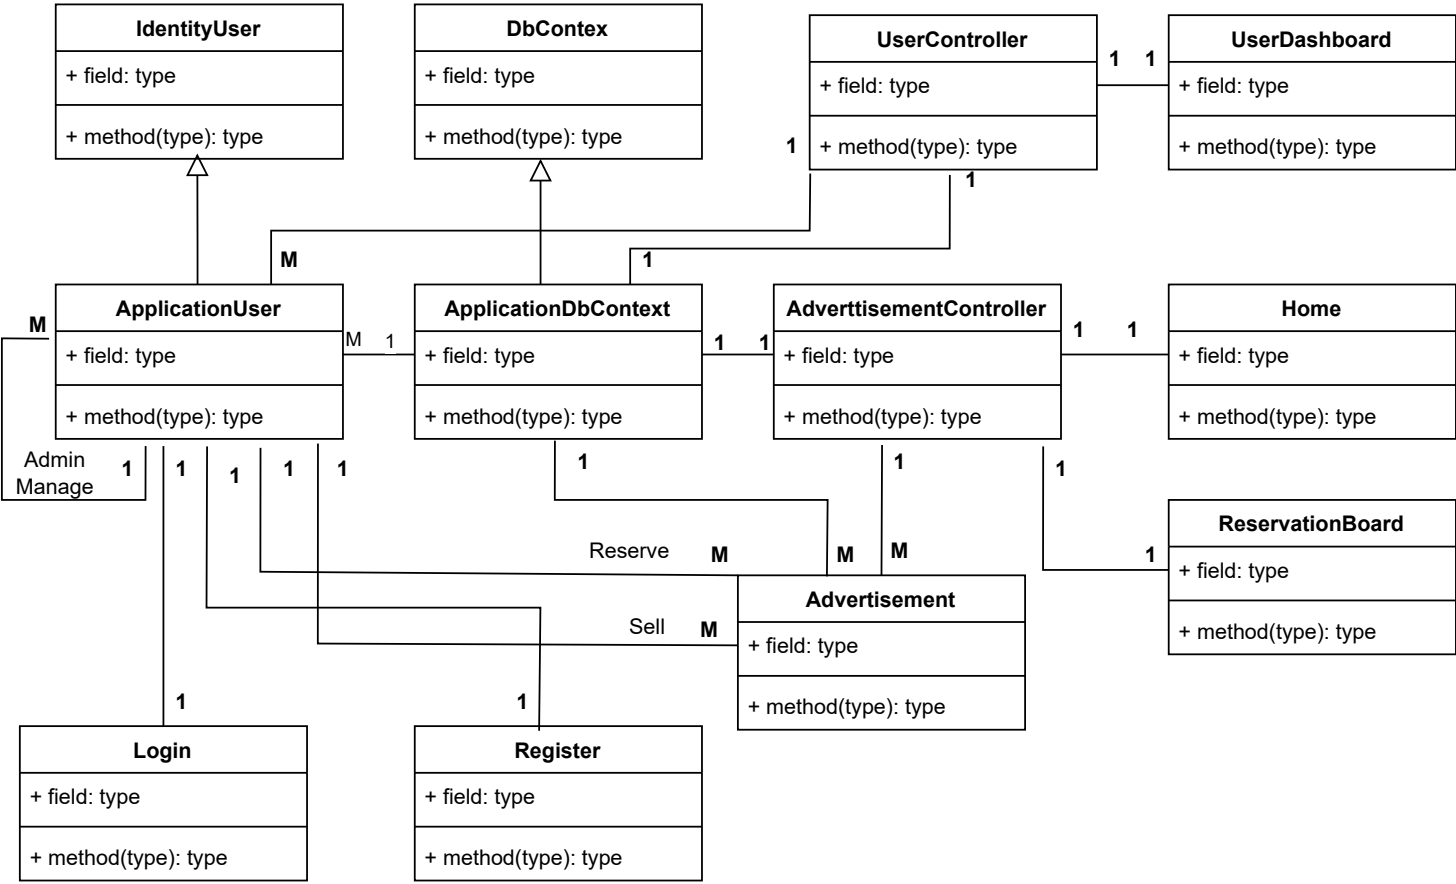 IdentityUser
+ field: type
+ method(type): type
DbContex
+ field: type
+ method(type): type
UserController
+ field: type
+ method(type): type
1 1
UserDashboard
+ field: type
+ method(type): type
1
1
M
1
ApplicationUser
+ field: type
+ method(type): type
M
M 1
ApplicationDbContext
+ field: type
+ method(type): type
1 1
AdverttisementController
+ field: type
+ method(type): type
1 1
Home
+ field: type
+ method(type): type
Admin
Manage
1
1
1
1
1
1
1
1
Reserve M
M
M
Sell M
Advertisement
+ field: type
+ method(type): type
1
ReservationBoard
+ field: type
+ method(type): type
1
Login
+ field: type
+ method(type): type
1
Register
+ field: type
+ method(type): type